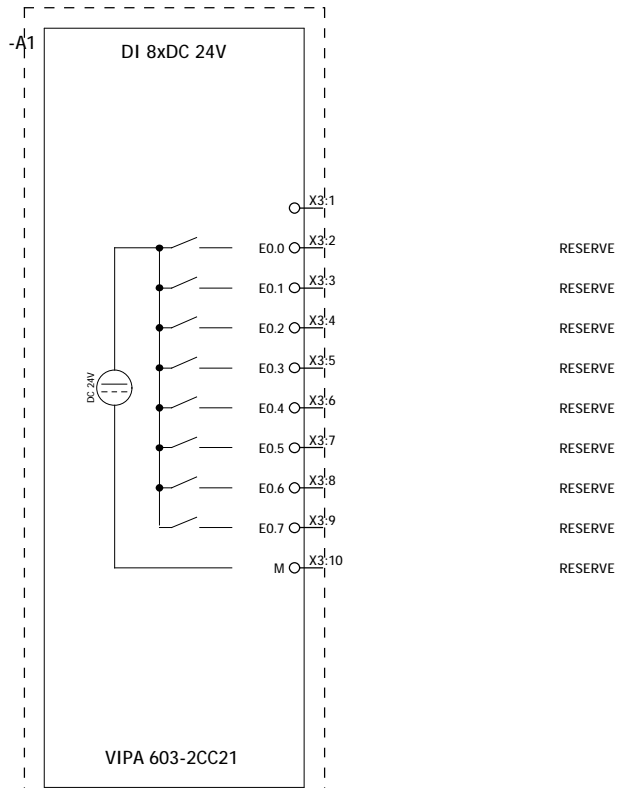 -A1
DI 8xDC 24V
X3:1
E0.0 X3:2 RESERVE
E0.1 X3:3 RESERVE
E0.2 X3:4 RESERVE
E0.3 X3:5 RESERVE
DC 24V
E0.4 X3:6 RESERVE
E0.5 X3:7 RESERVE
E0.6 X3:8 RESERVE
E0.7 X3:9 RESERVE
M X3:10 RESERVE
VIPA 603-2CC21